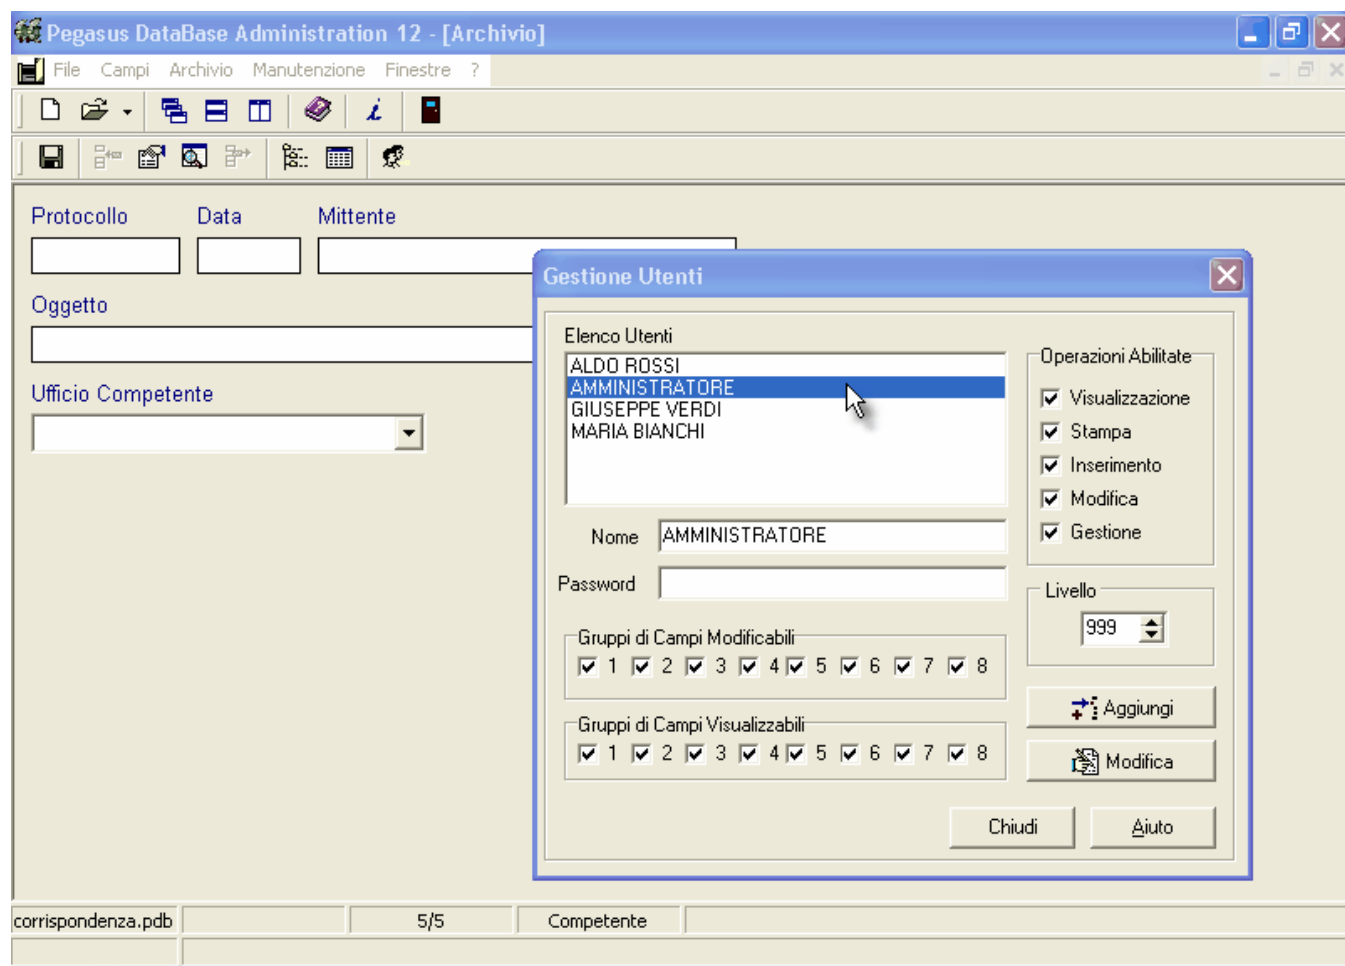 Pegasus DataBase Administration 12 - [Archivio]
File Campi Archivio Manutenzione Finestre ?
Protocollo Data Mittente
Oggetto
Ufficio Competente
Gestione Utenti
Elenco Utenti
ALDO ROSSI
AMMINISTRATORE
GIUSEPPE VERDI
MARIA BIANCHI
Nome AMMINISTRATORE
Password
Gruppi di Campi Modificabili
1 2 3 4 5 6 7 8
Gruppi di Campi Visualizzabili
1 2 3 4 5 6 7 8
Operazioni Abilitate
Visualizzazione
Stampa
Inserimento
Modifica
Gestione
Livello
999
Aggiungi
Modifica
Chiudi Aiuto
corrispondenza.pdb 5/5 Competente